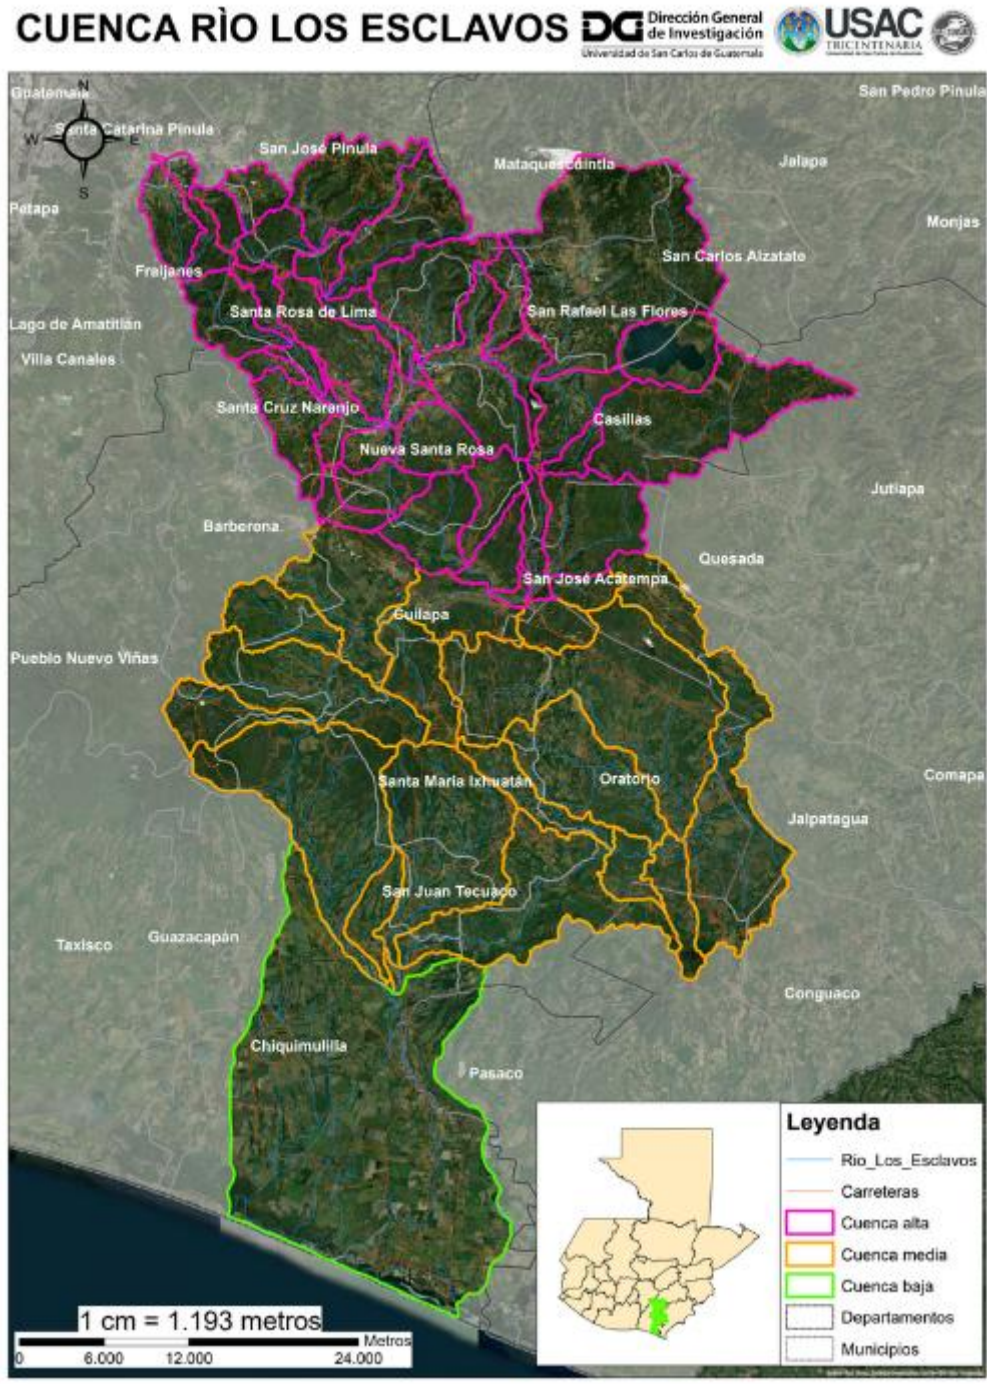 CUENCA RÌO LOS ESCLAVOS
DGI
Dirección General
de Investigación
Universidad de San Carlos de Guatemala
USAC
TRICENTENARIA
Guatemala
San Pedro Pinula
N
Santa Catarina Pinula
W
E
S
San José Pinula
Mataquescuintla
Jalapa
Petapa
Monjas
San Carlos Alzatate
Fraijanes
Santa Rosa de Lima
San Rafael Las Flores
Lago de Amatitlán
Villa Canales
Santa Cruz Naranjo
Casillas
Nueva Santa Rosa
Jutiapa
Barberena
Quesada
San José Acatempa
Cuilapa
Pueblo Nuevo Viñas
Santa María Ixhuatán
Oratorio
Comapa
Jalpatagua
San Juan Tecuaco
Taxisco
Guazacapán
Conguaco
Chiquimulilla
Pasaco
Leyenda
Rio_Los_Esclavos
Carreteras
Cuenca alta
Cuenca media
Cuenca baja
Departamentos
Municipios
1 cm = 1.193 metros
Metros
0 6.000 12.000 24.000